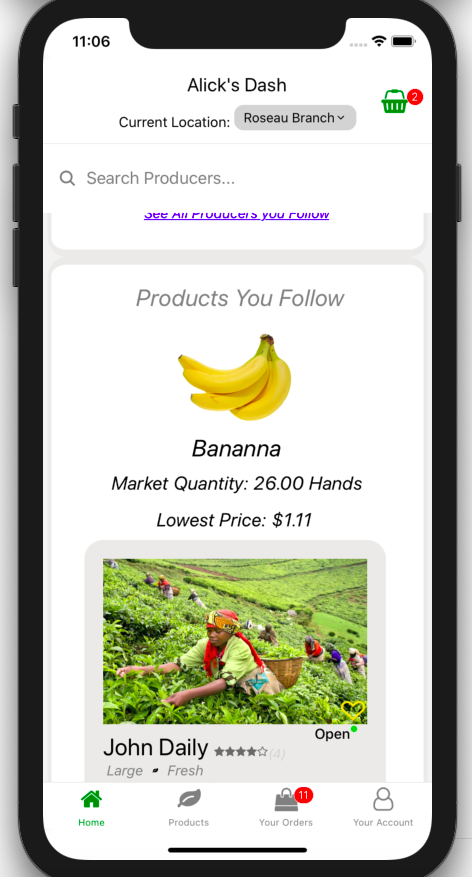 11:06
Alick's Dash
2
Current Location: Roseau Branch
Search Producers...
See All Producers you Follow
Products You Follow
Bananna
Market Quantity: 26.00 Hands
Lowest Price: $1.11
Open
John Daily (4)
Large Fresh
11
Home Products Your Orders Your Account